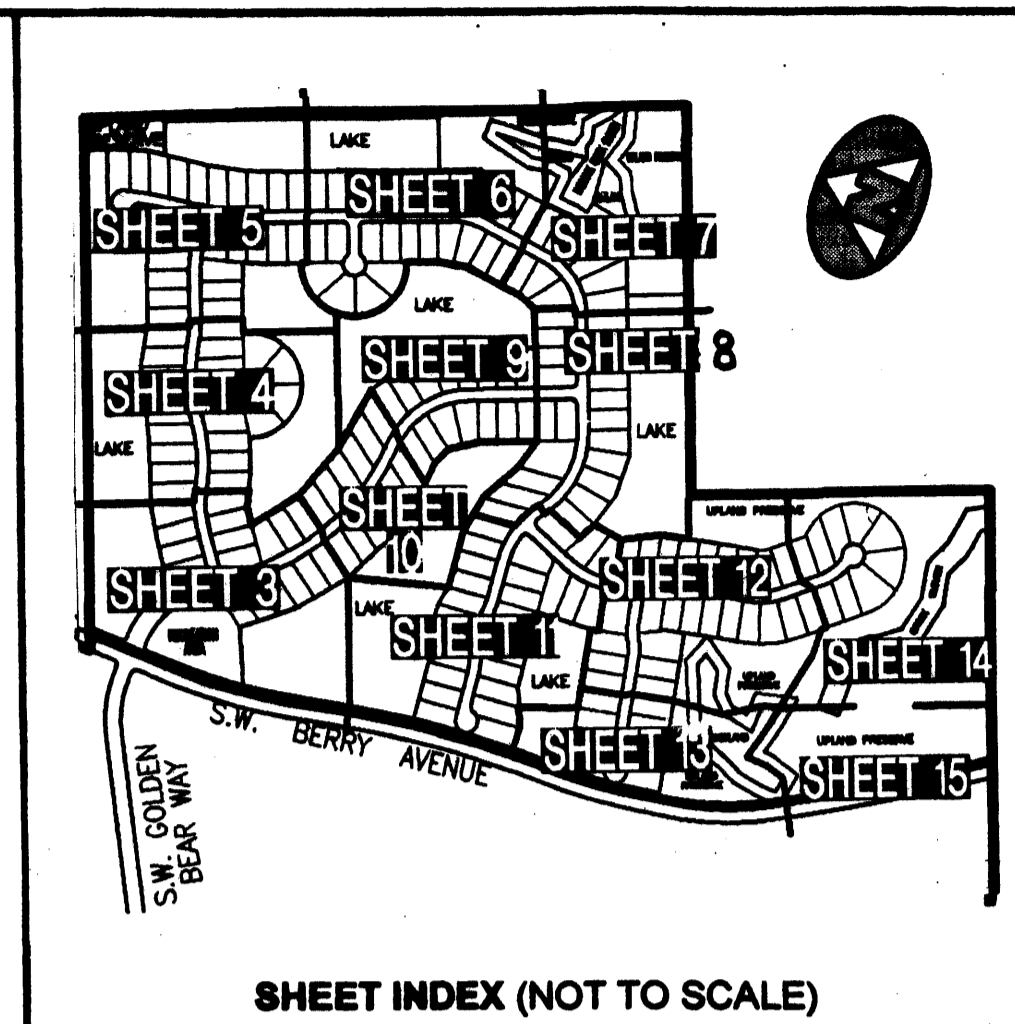 LAKE
SHEET 6
SHEET 5
SHEET 7
LAKE
SHEET 9
SHEET 8
SHEET 4
LAKE
LAKE
SHEET
10
UPLAND PRESERVE
SHEET 3
SHEET 12
LAKE
SHEET 11
SHEET 14
LAKE
UPLAND
PRESERVE
SHEET 13
UPLAND PRESERVE
SHEET 15
S.W. BERRY AVENUE
S.W. GOLDEN
BEAR WAY
SHEET INDEX (NOT TO SCALE)